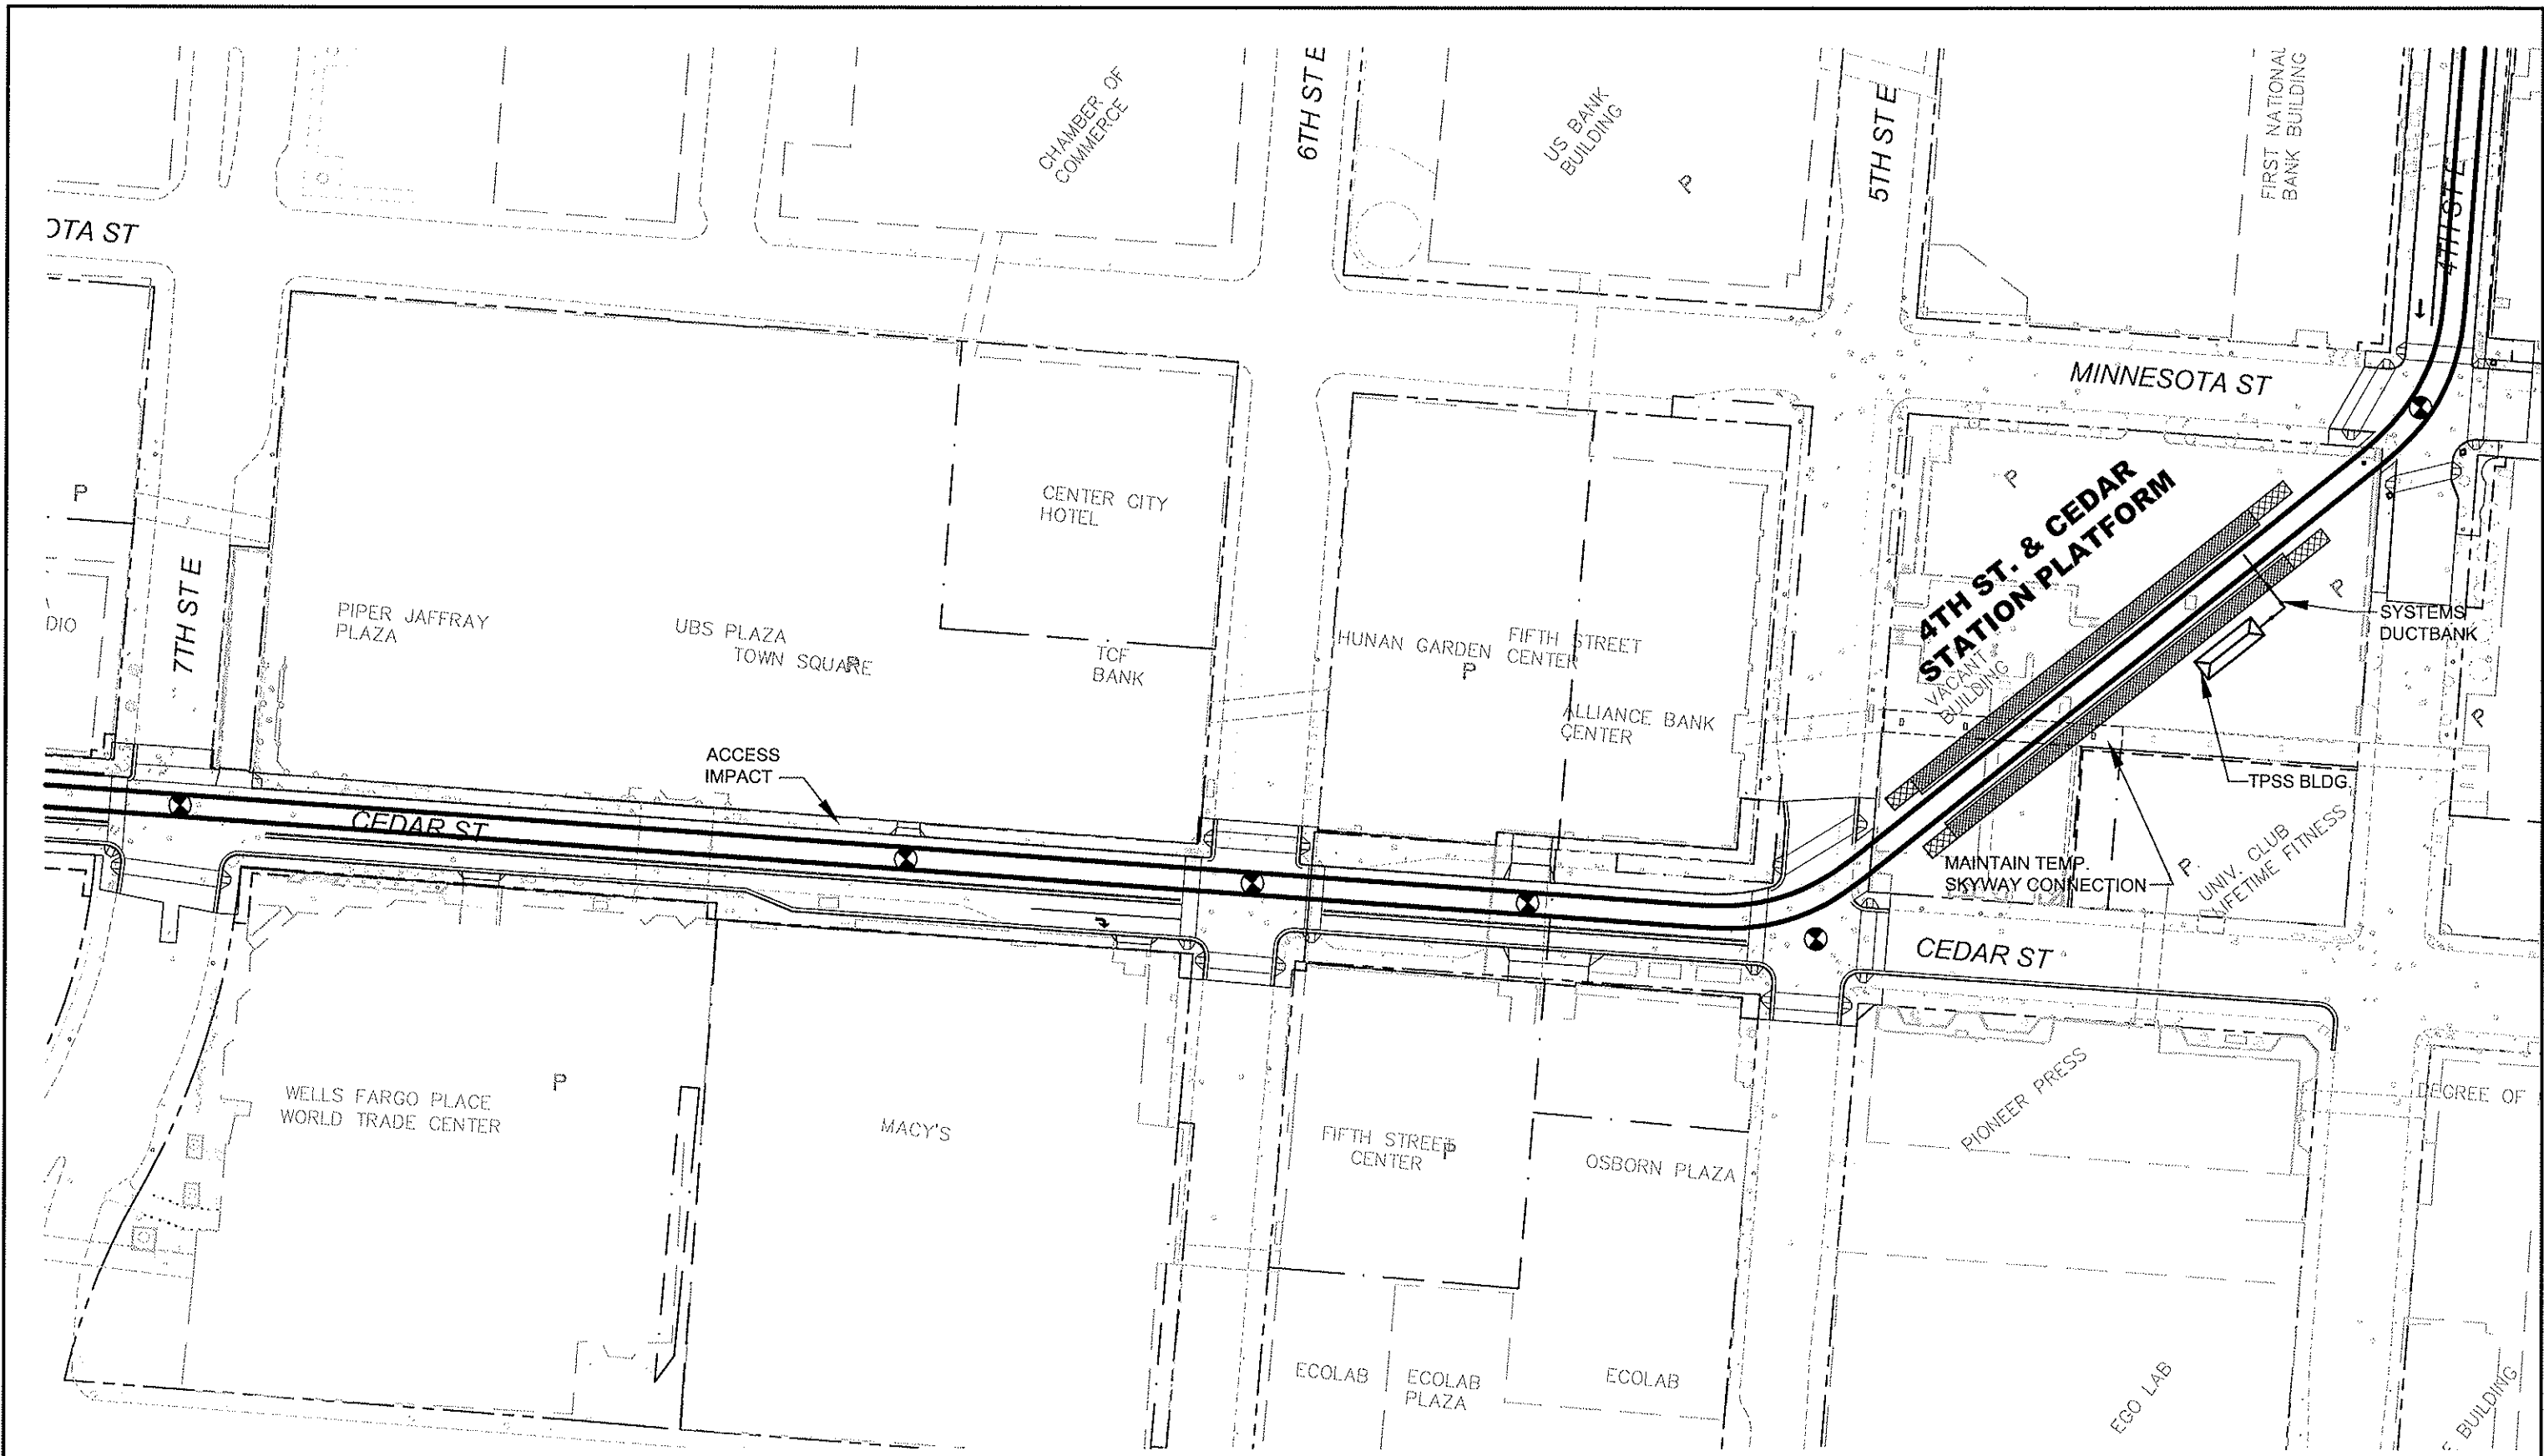 CHAMBER OF
COMMERCE
6TH ST E
US BANK
BUILDING
P
5TH ST E
FIRST NATIONAL
BANK BUILDING
4TH ST E
OTA ST
MINNESOTA ST
P
CENTER CITY
HOTEL
P
4TH ST. & CEDAR
STATION PLATFORM
P
SYSTEMS
DUCTBANK
7TH ST E
DIO
PIPER JAFFRAY
PLAZA
UBS PLAZA
TOWN SQUARE
P
TCF
BANK
HUNAN GARDEN
P
FIFTH STREET
CENTER
VACANT
BUILDING
ALLIANCE BANK
CENTER
P
ACCESS
IMPACT
TPSS BLDG.
CEDAR ST
MAINTAIN TEMP.
SKYWAY CONNECTION
P
UNIV. CLUB
LIFETIME FITNESS
CEDAR ST
WELLS FARGO PLACE
WORLD TRADE CENTER
P
MACY'S
FIFTH STREET
CENTER
P
OSBORN PLAZA
PIONEER PRESS
DEGREE OF
ECOLAB
ECOLAB
PLAZA
ECOLAB
EGO LAB
E. BUILDING